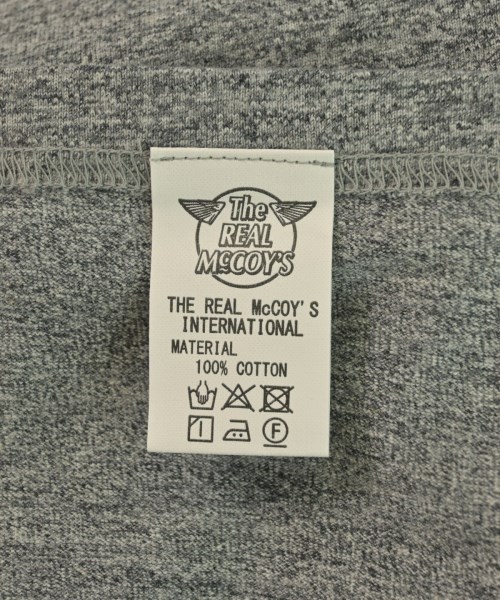 The
REAL
McCOY'S
THE REAL McCOY'S
INTERNATIONAL
MATERIAL
100% COTTON
F